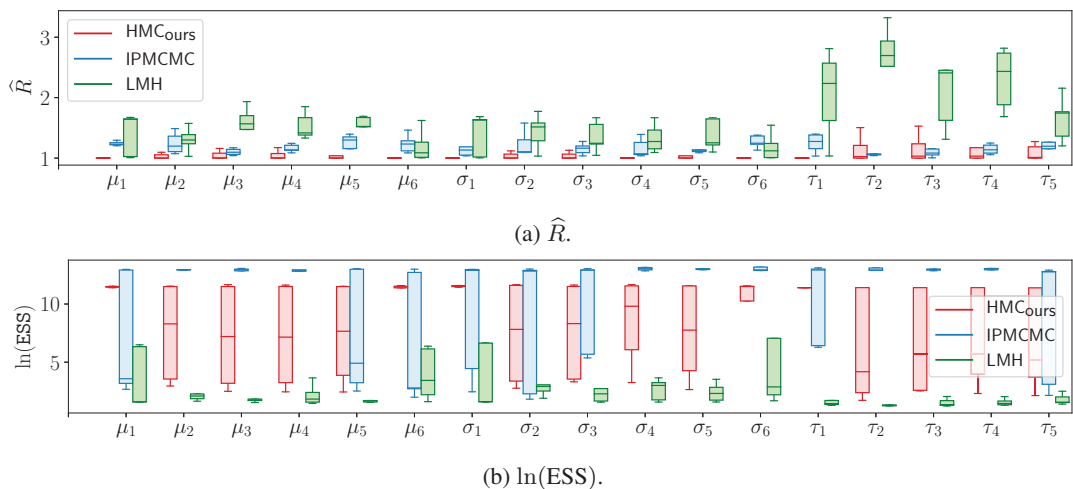 HMCours
IPMCMC
LMH
R̂
3
2
1
μ1 μ2 μ3 μ4 μ5 μ6 σ1 σ2 σ3 σ4 σ5 σ6 τ1 τ2 τ3 τ4 τ5
(a) R̂.
ln(ESS)
10
5
HMCours
IPMCMC
LMH
μ1 μ2 μ3 μ4 μ5 μ6 σ1 σ2 σ3 σ4 σ5 σ6 τ1 τ2 τ3 τ4 τ5
(b) ln(ESS).